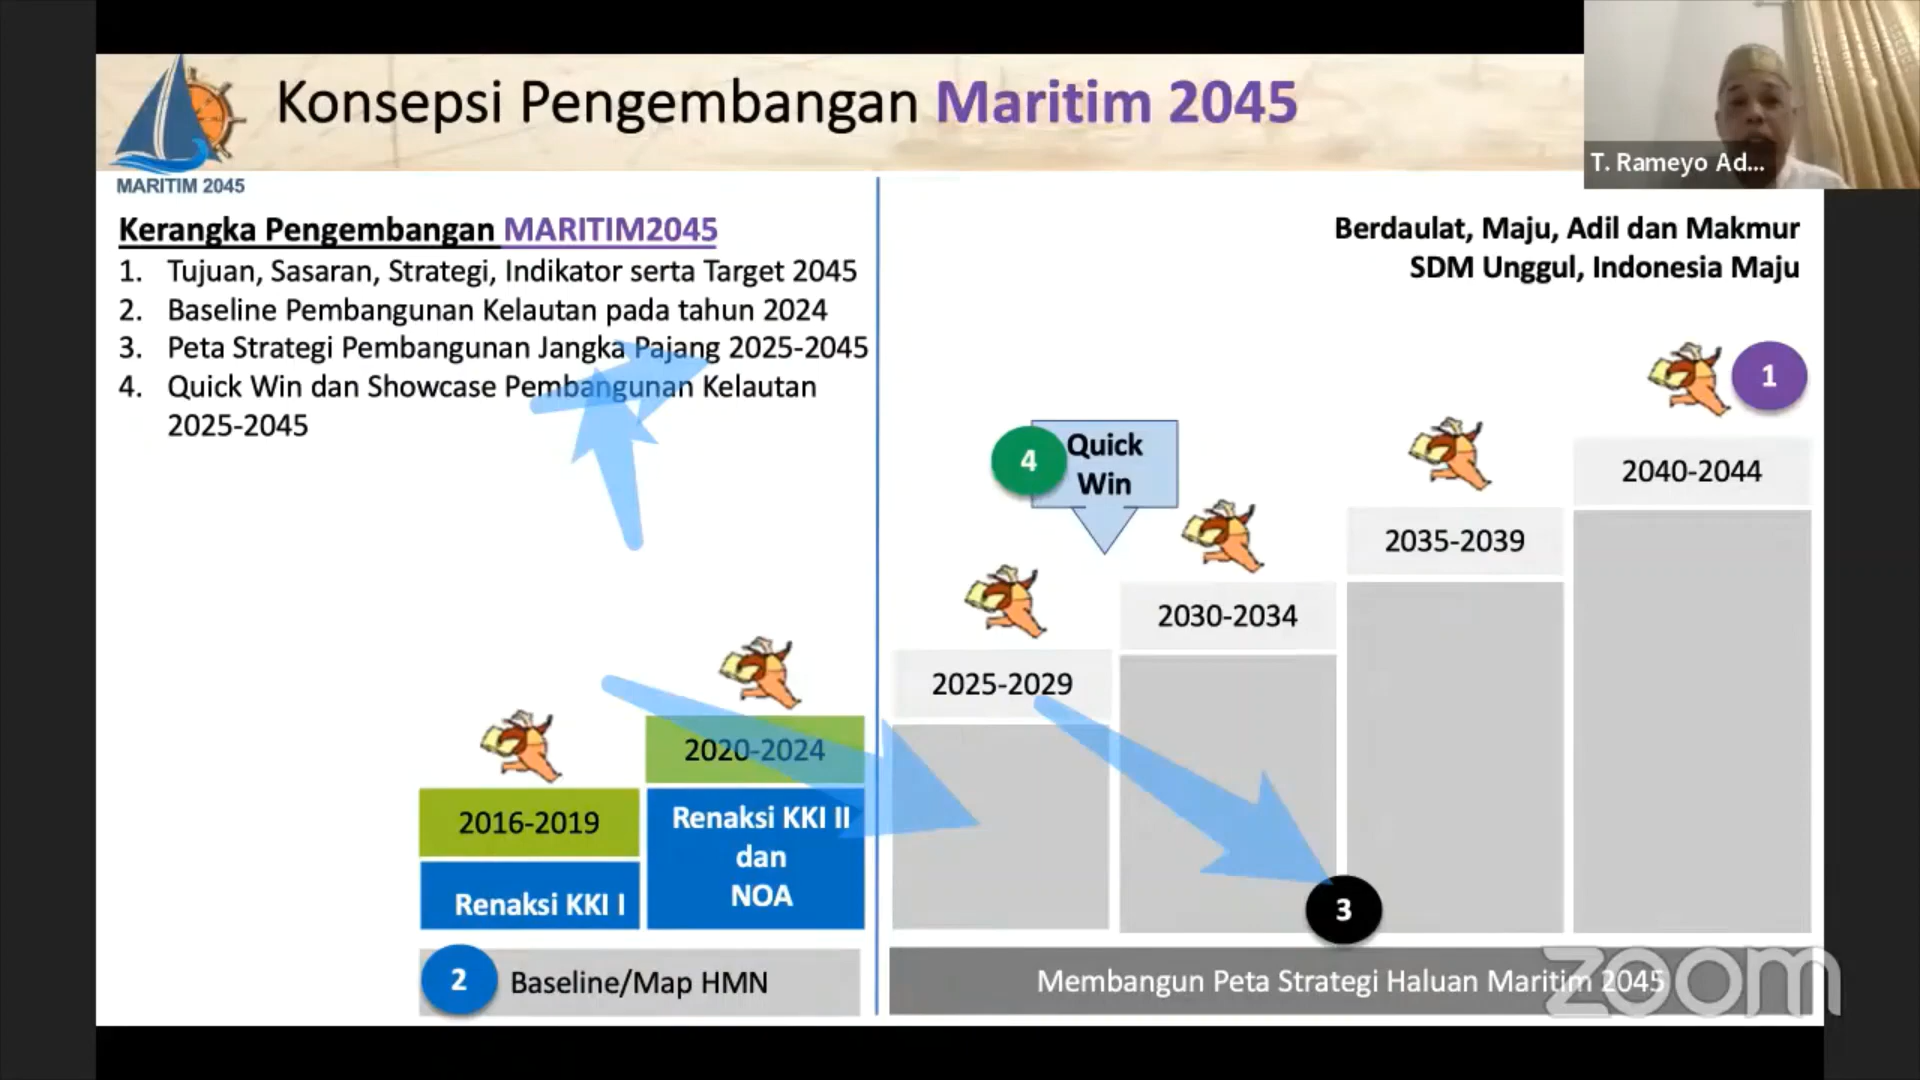 Konsepsi Pengembangan Maritim 2045
T. Rameyo Ad...
MARITIM 2045
Kerangka Pengembangan MARITIM2045
1. Tujuan, Sasaran, Strategi, Indikator serta Target 2045
2. Baseline Pembangunan Kelautan pada tahun 2024
3. Peta Strategi Pembangunan Jangka Pajang 2025-2045
4. Quick Win dan Showcase Pembangunan Kelautan
2025-2045
Berdaulat, Maju, Adil dan Makmur
SDM Unggul, Indonesia Maju
1
4
Quick
Win
2040-2044
2035-2039
2030-2034
2025-2029
2020-2024
2016-2019
Renaksi KKI II
dan
NOA
Renaksi KKI I
3
2
Baseline/Map HMN
Membangun Peta Strategi Haluan Maritim 2045
zoom